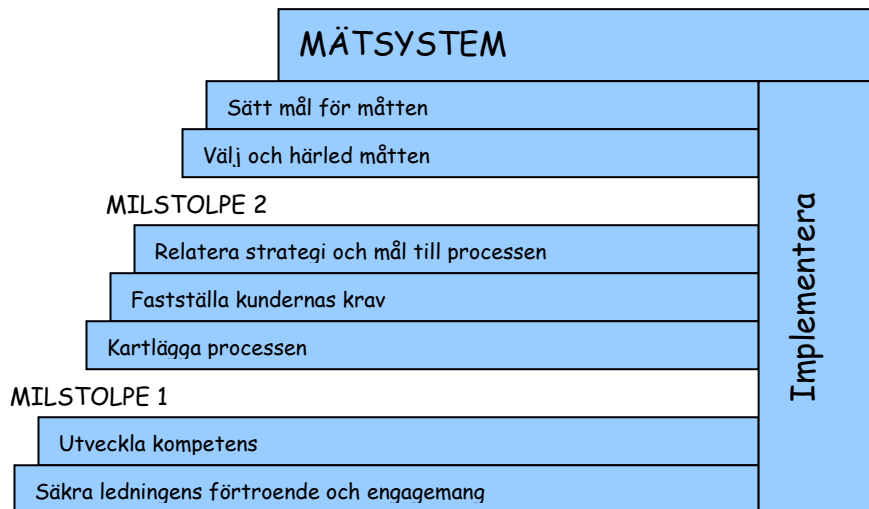 MÄTSYSTEM
Sätt mål för måtten
Välj och härled måtten
MILSTOLPE 2
Relatera strategi och mål till processen
Fastställa kundernas krav
Kartlägga processen
MILSTOLPE 1
Utveckla kompetens
Säkra ledningens förtroende och engagemang
Implementera